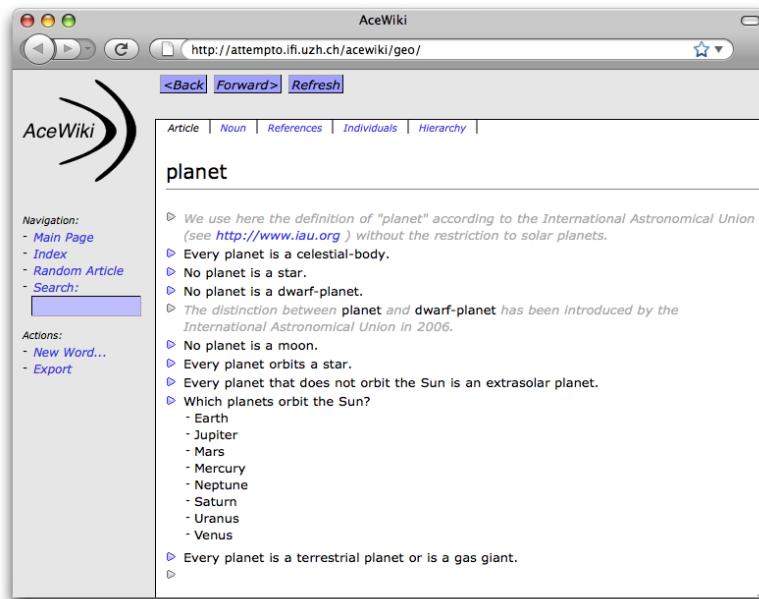 AceWiki
http://attempto.ifi.uzh.ch/acewiki/geo/
<Back Forward> Refresh
AceWiki
Article Noun References Individuals Hierarchy
planet
We use here the definition of "planet" according to the International Astronomical Union
(see http://www.iau.org ) without the restriction to solar planets.
Every planet is a celestial-body.
No planet is a star.
No planet is a dwarf-planet.
The distinction between planet and dwarf-planet has been introduced by the
International Astronomical Union in 2006.
No planet is a moon.
Every planet orbits a star.
Every planet that does not orbit the Sun is an extrasolar planet.
Which planets orbit the Sun?
- Earth
- Jupiter
- Mars
- Mercury
- Neptune
- Saturn
- Uranus
- Venus
Every planet is a terrestrial planet or is a gas giant.
Navigation:
- Main Page
- Index
- Random Article
- Search:
Actions:
- New Word...
- Export